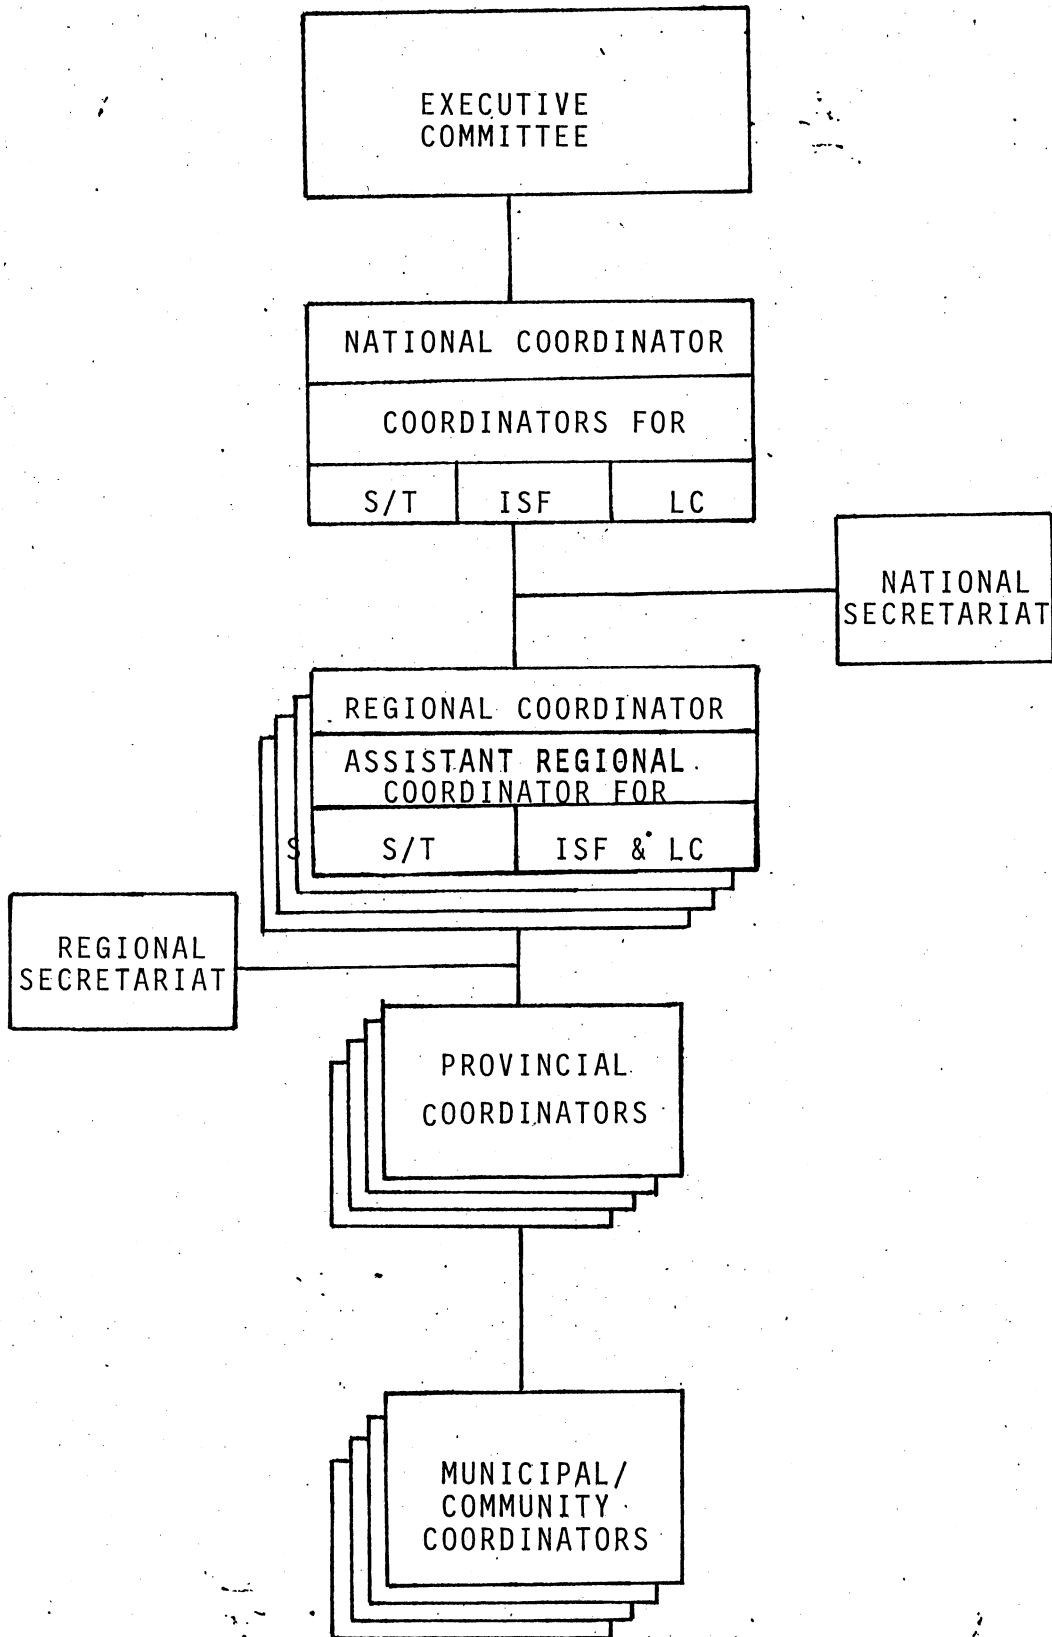 EXECUTIVE
COMMITTEE
NATIONAL COORDINATOR
COORDINATORS FOR
S/T ISF LC
NATIONAL
SECRETARIAT
REGIONAL COORDINATOR
ASSISTANT REGIONAL
COORDINATOR FOR
S S/T ISF & LC
REGIONAL
SECRETARIAT
PROVINCIAL
COORDINATORS
MUNICIPAL/
COMMUNITY
COORDINATORS